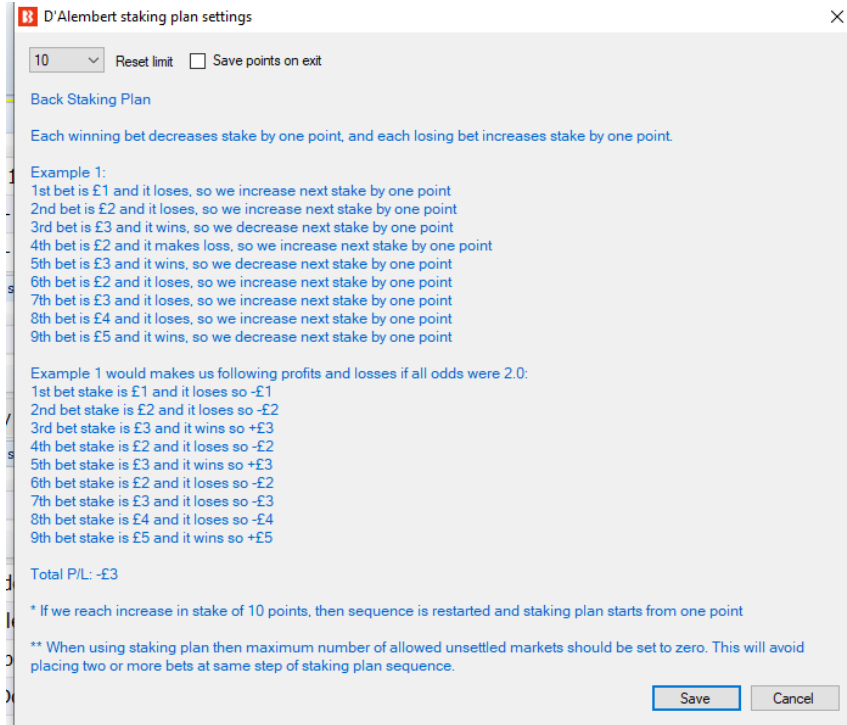 D'Alembert staking plan settings
10 Reset limit Save points on exit
Back Staking Plan
Each winning bet decreases stake by one point, and each losing bet increases stake by one point.
Example 1:
1st bet is £1 and it loses, so we increase next stake by one point
2nd bet is £2 and it loses, so we increase next stake by one point
3rd bet is £3 and it wins, so we decrease next stake by one point
4th bet is £2 and it makes loss, so we increase next stake by one point
5th bet is £3 and it wins, so we decrease next stake by one point
6th bet is £2 and it loses, so we increase next stake by one point
7th bet is £3 and it loses, so we increase next stake by one point
8th bet is £4 and it loses, so we increase next stake by one point
9th bet is £5 and it wins, so we decrease next stake by one point
Example 1 would makes us following profits and losses if all odds were 2.0:
1st bet stake is £1 and it loses so -£1
2nd bet stake is £2 and it loses so -£2
3rd bet stake is £3 and it wins so +£3
4th bet stake is £2 and it loses so -£2
5th bet stake is £3 and it wins so +£3
6th bet stake is £2 and it loses so -£2
7th bet stake is £3 and it loses so -£3
8th bet stake is £4 and it loses so -£4
9th bet stake is £5 and it wins so +£5
Total P/L: -£3
* If we reach increase in stake of 10 points, then sequence is restarted and staking plan starts from one point
** When using staking plan then maximum number of allowed unsettled markets should be set to zero. This will avoid
placing two or more bets at same step of staking plan sequence.
Save Cancel